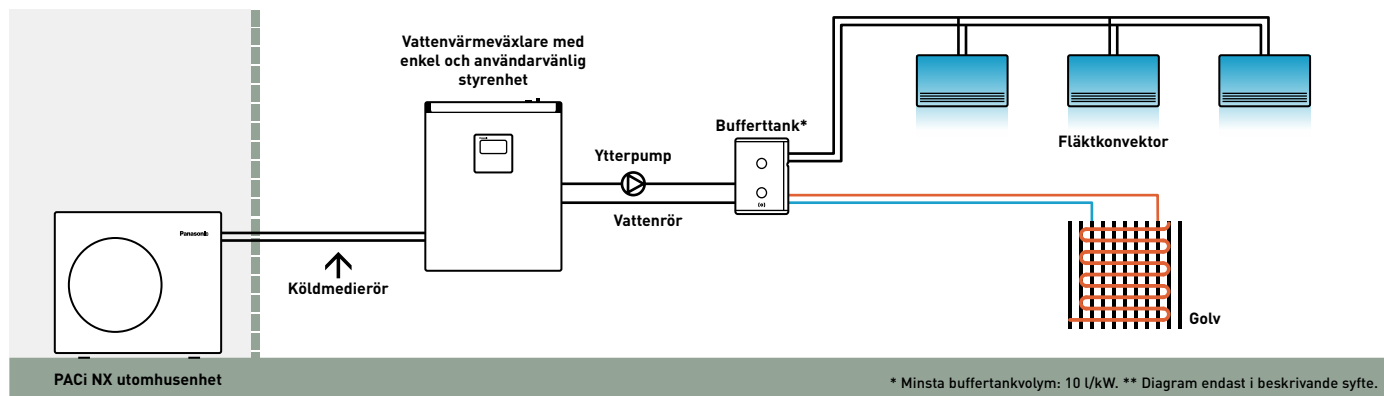 Vattenvärmeväxlare med
enkel och användarvänlig
styrenhet
Bufferttank*
Fläktkonvektor
Ytterpump
Vattenrör
Panasonic
Köldmedierör
Golv
PACi NX utomhusenhet
* Minsta buffertankvolym: 10 l/kW. ** Diagram endast i beskrivande syfte.